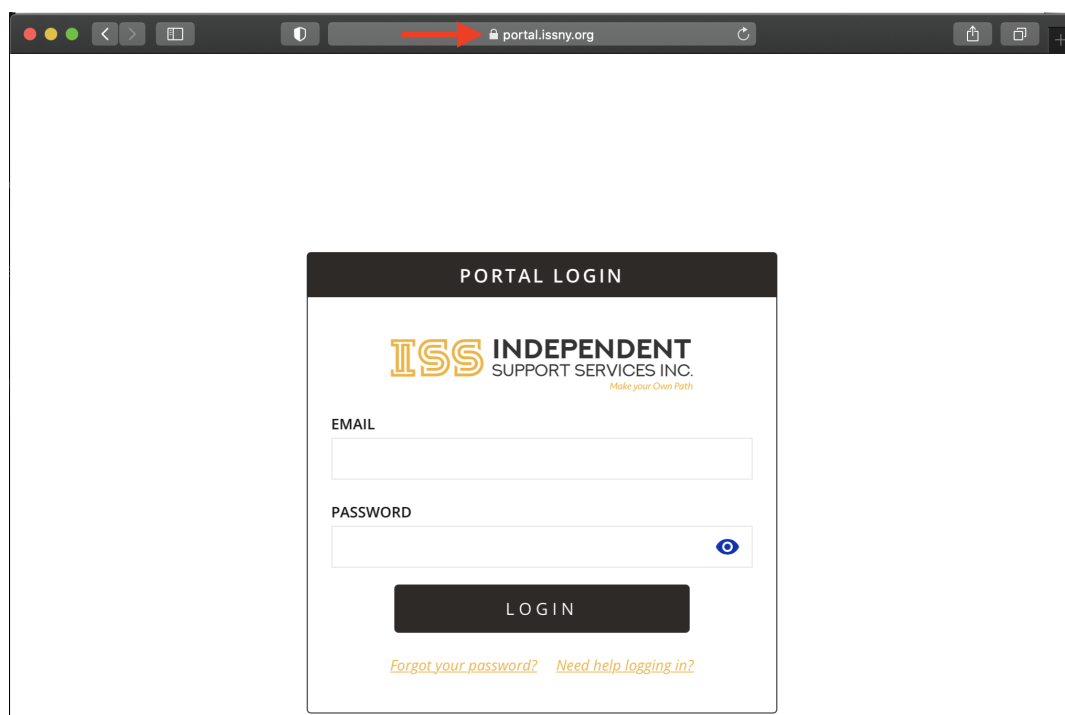 portal.issny.org
PORTAL LOGIN
ISS INDEPENDENT
SUPPORT SERVICES INC.
Make your Own Path
EMAIL
PASSWORD
LOGIN
Forgot your password? Need help logging in?